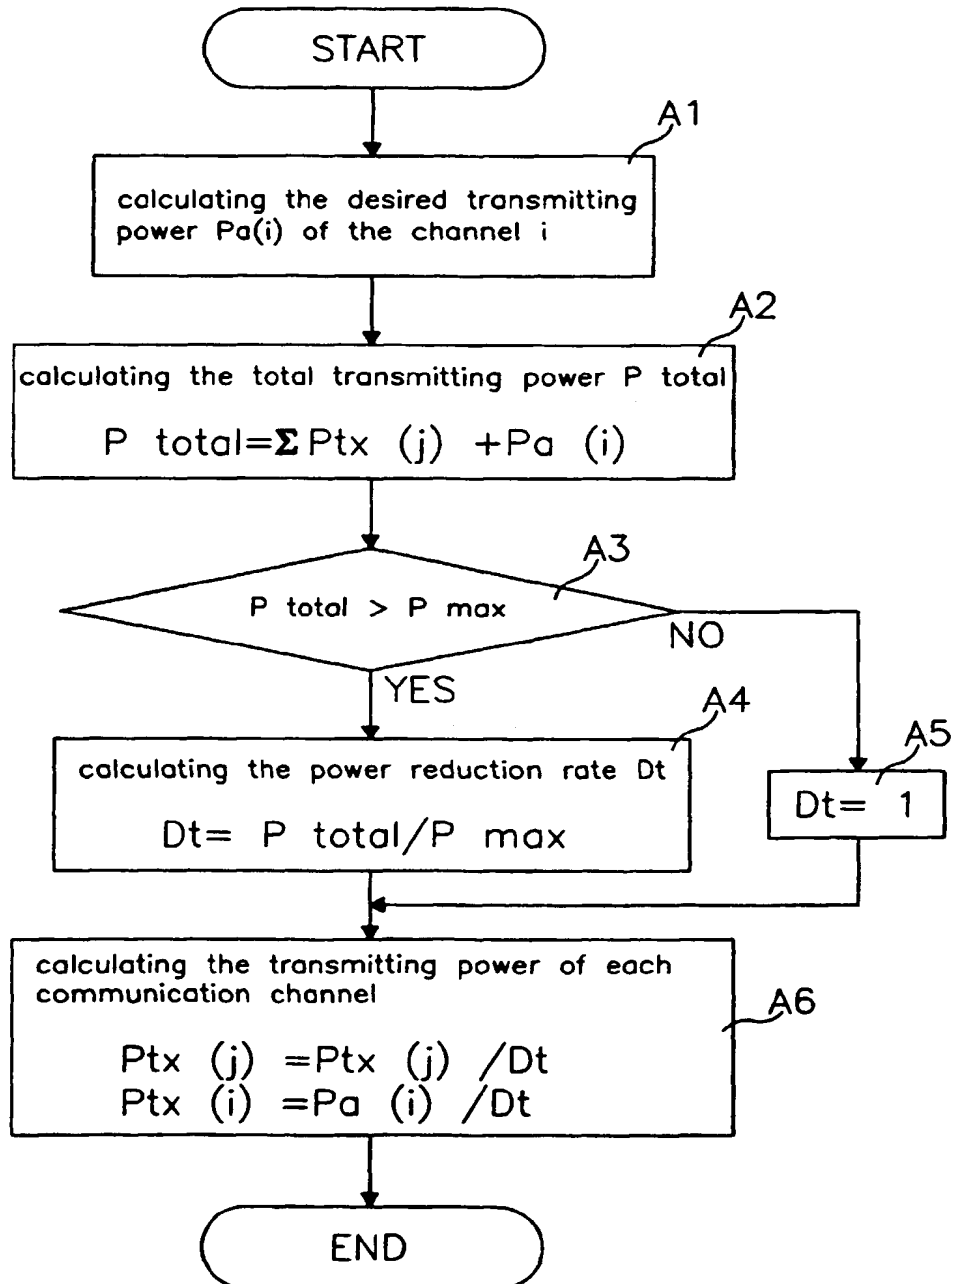 START
A1
calculating the desired transmitting
power Pa(i) of the channel i
A2
calculating the total transmitting power P total
P total=Σ Ptx (j) +Pa (i)
A3
P total > P max
NO
YES
A4
calculating the power reduction rate Dt
Dt= P total/P max
A5
Dt= 1
calculating the transmitting power of each
communication channel
A6
Ptx (j) =Ptx (j) /Dt
Ptx (i) =Pa (i) /Dt
END